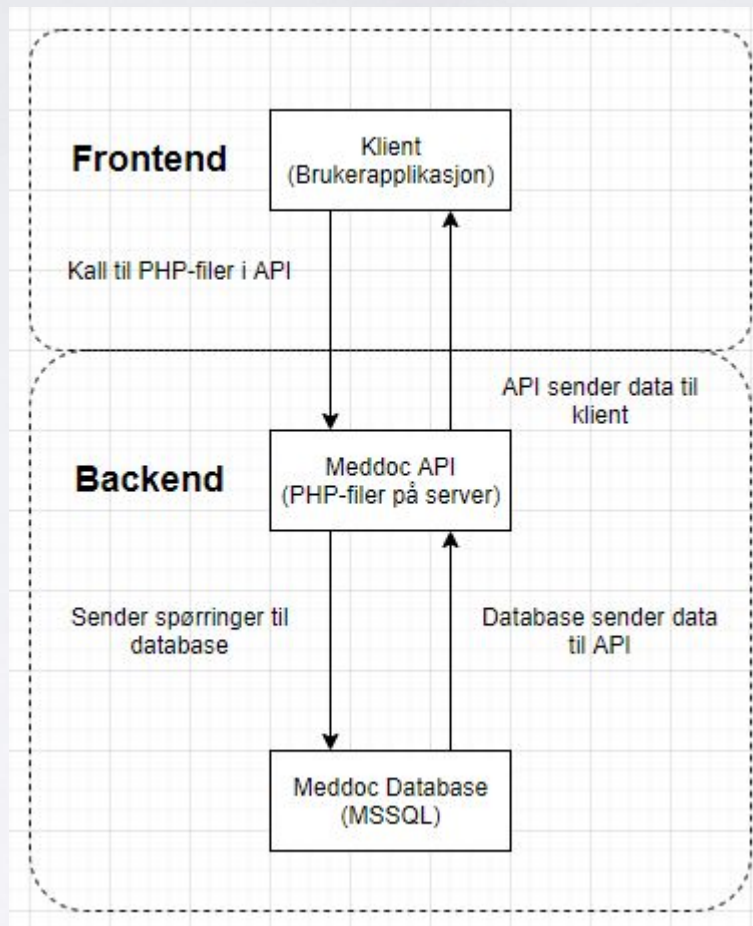 Frontend
Klient
(Brukerapplikasjon)
Kall til PHP-filer i API
API sender data til
klient
Backend
Meddoc API
(PHP-filer på server)
Sender spørringer til
database
Database sender data
til API
Meddoc Database
(MSSQL)